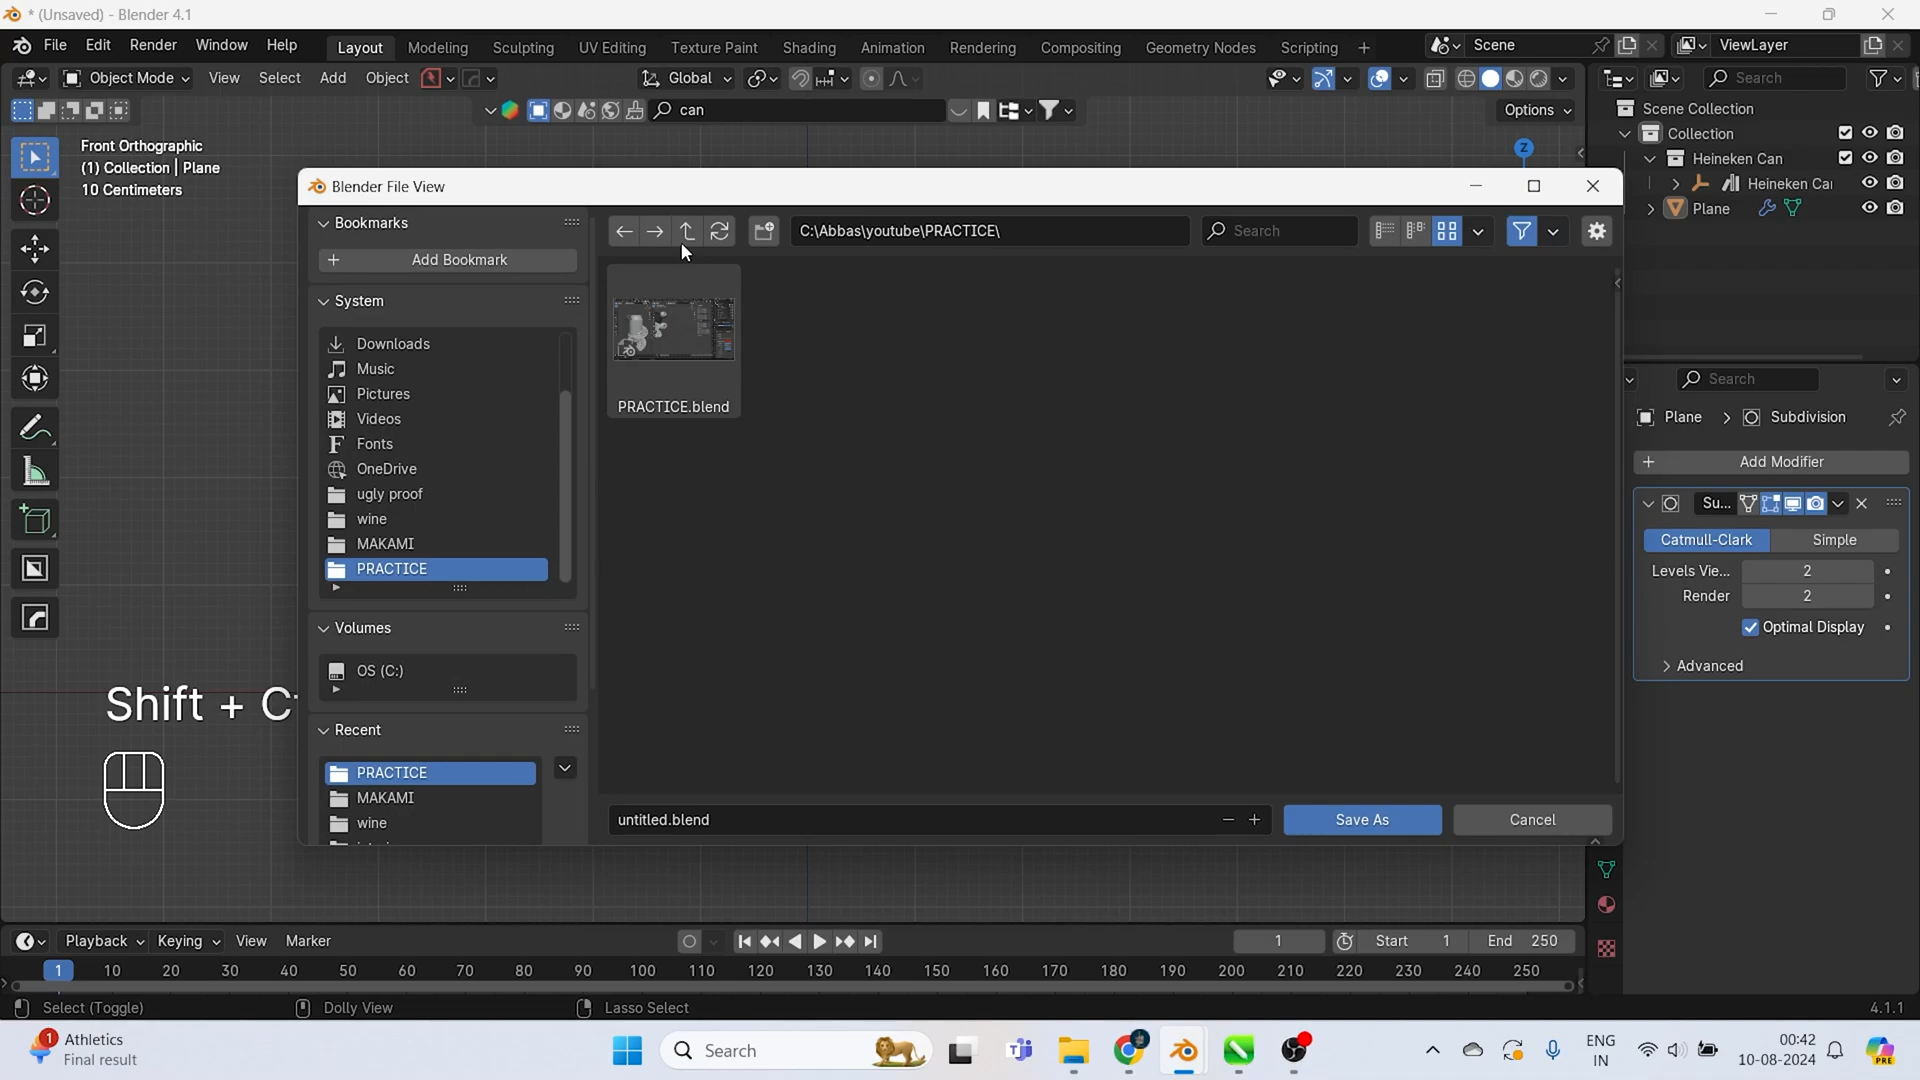 * (Unsaved) - Blender 4.1
File Edit Render Window Help Layout Modeling Sculpting UV Editing Texture Paint Shading Animation Rendering Compositing Geometry Nodes Scripting + Scene ViewLayer
Object Mode View Select Add Object Global Search
can Options
Front Orthographic
(1) Collection | Plane
10 Centimeters
Z
Scene Collection
Collection
Heineken Can
Heineken Ca
Plane
Blender File View
Bookmarks
C:\Abbas\youtube\PRACTICE\
Search
+ Add Bookmark
System
Downloads
Music
Pictures
Videos
Fonts
OneDrive
ugly proof
wine
MAKAMI
PRACTICE
PRACTICE.blend
Volumes
OS (C:)
Recent
PRACTICE
MAKAMI
wine
untitled.blend
Save As
Cancel
Shift + C
Search
Plane > Subdivision
+ Add Modifier
Su...
Catmull-Clark Simple
Levels Vie... 2
Render 2
Optimal Display
Advanced
Playback Keying View Marker 1 Start 1 End 250
1 10 20 30 40 50 60 70 80 90 100 110 120 130 140 150 160 170 180 190 200 210 220 230 240 250
Select (Toggle) Dolly View Lasso Select 4.1.1
1
Athletics
Final result
Search
ENG
IN
00:42
10-08-2024
PRE